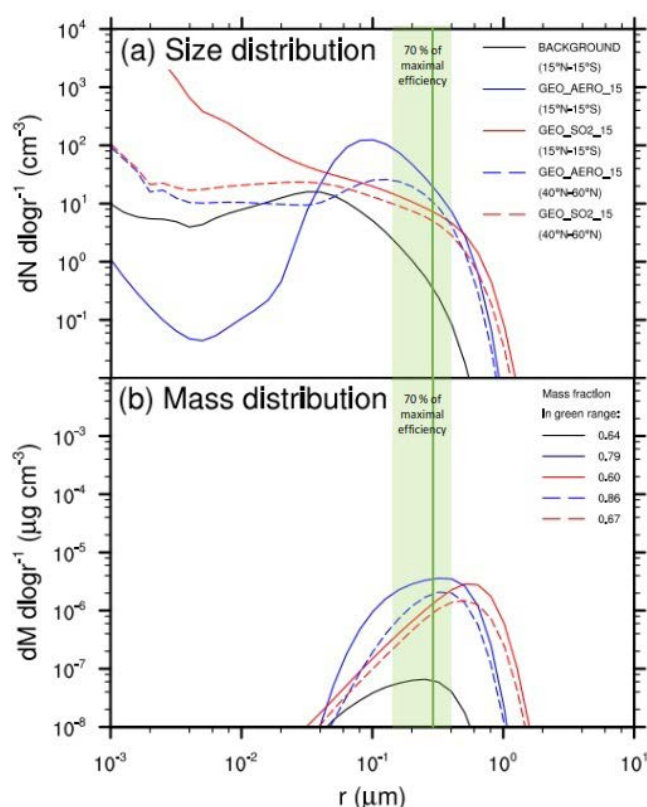 (a) Size distribution
70 % of
maximal
efficiency
BACKGROUND
(15°N–15°S)
GEO_AERO_15
(15°N–15°S)
GEO_SO2_15
(15°N–15°S)
GEO_AERO_15
(40°N–60°N)
GEO_SO2_15
(40°N–60°N)
dN dlogr⁻¹ (cm⁻³)
10⁴
10³
10²
10¹
10⁰
10⁻¹
(b) Mass distribution
70 % of
maximal
efficiency
Mass fraction
In green range:
0.64
0.79
0.60
0.86
0.67
dM dlogr⁻¹ (µg cm⁻³)
10⁻³
10⁻⁴
10⁻⁵
10⁻⁶
10⁻⁷
10⁻⁸
10⁻³ 10⁻² 10⁻¹ 10⁰ 10¹
r (µm)